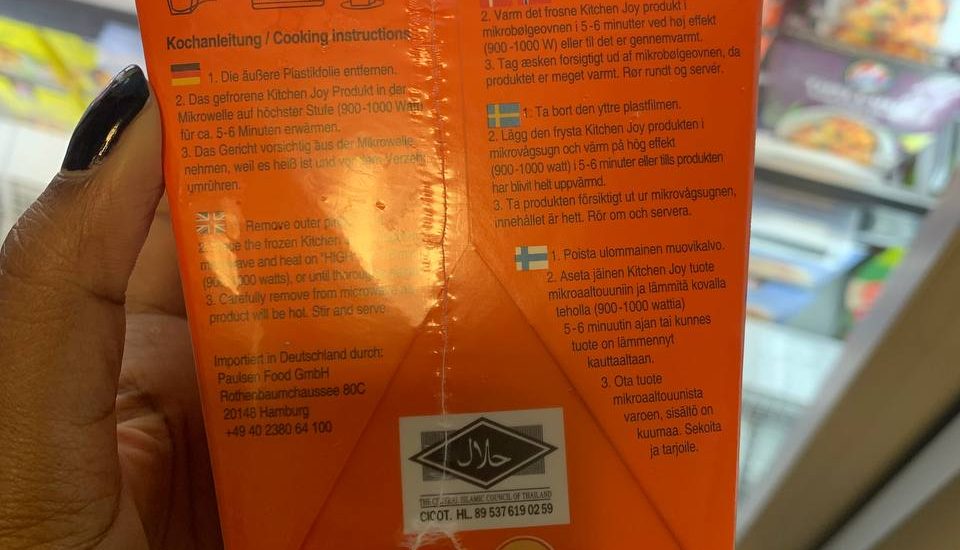 Kochanleitung / Cooking instructions
1. Die äußere Plastikfolie entfernen.
2. Das gefrorene Kitchen Joy Produkt in der
Mikrowelle auf höchster Stufe (900-1000 Watt)
für ca. 5-6 Minuten erwärmen.
3. Das Gericht vorsichtig aus der Mikrowelle
nehmen, weil es heiß ist und vor dem Verzehr
umrühren.
Remove outer
the frozen Kitchen
and heat on "HIGH"
watts), or until
3. Carefully remove from
product will be hot. Stir and serve
Importiert in Deutschland durch:
Paulsen Food GmbH
Rothenbaumchaussee 80C
20148 Hamburg
+49 40 2380 64 100
2. Varm det frosne Kitchen Joy produkt i
mikrobølgeovnen i 5-6 minutter ved høj effekt
(900-1000 W) eller til det er gennemvarmt.
3. Tag æsken forsigtigt ud af mikrobølgeovnen, da
produktet er meget varmt. Rør rundt og servér.
1. Ta bort den yttre plastfilmen.
2. Lägg den frysta Kitchen Joy produkten i
mikrovågsugn och värm på hög effekt
(900-1000 watt) i 5-6 minuter eller tills produkten
har blivit helt uppvärmd.
3. Ta produkten försiktigt ut ur mikrovågsugnen,
innehållet är hett. Rör om och servera.
1. Poista ulommainen muovikalvo.
2. Aseta jäinen Kitchen Joy tuote
mikroaaltouuniin ja lämmitä kovalla
teholla (900-1000 wattia)
5-6 minuutin ajan tai kunnes
tuote on lämmennyt
kauttaaltaan.
3. Ota tuote
mikroaaltouunista
varoen, sisältö on
kuumaa. Sekoita
ja tarjoile.
حلال
THE CENTRAL ISLAMIC COUNCIL OF THAILAND
CICOT. HL. 89 537 619 02 59